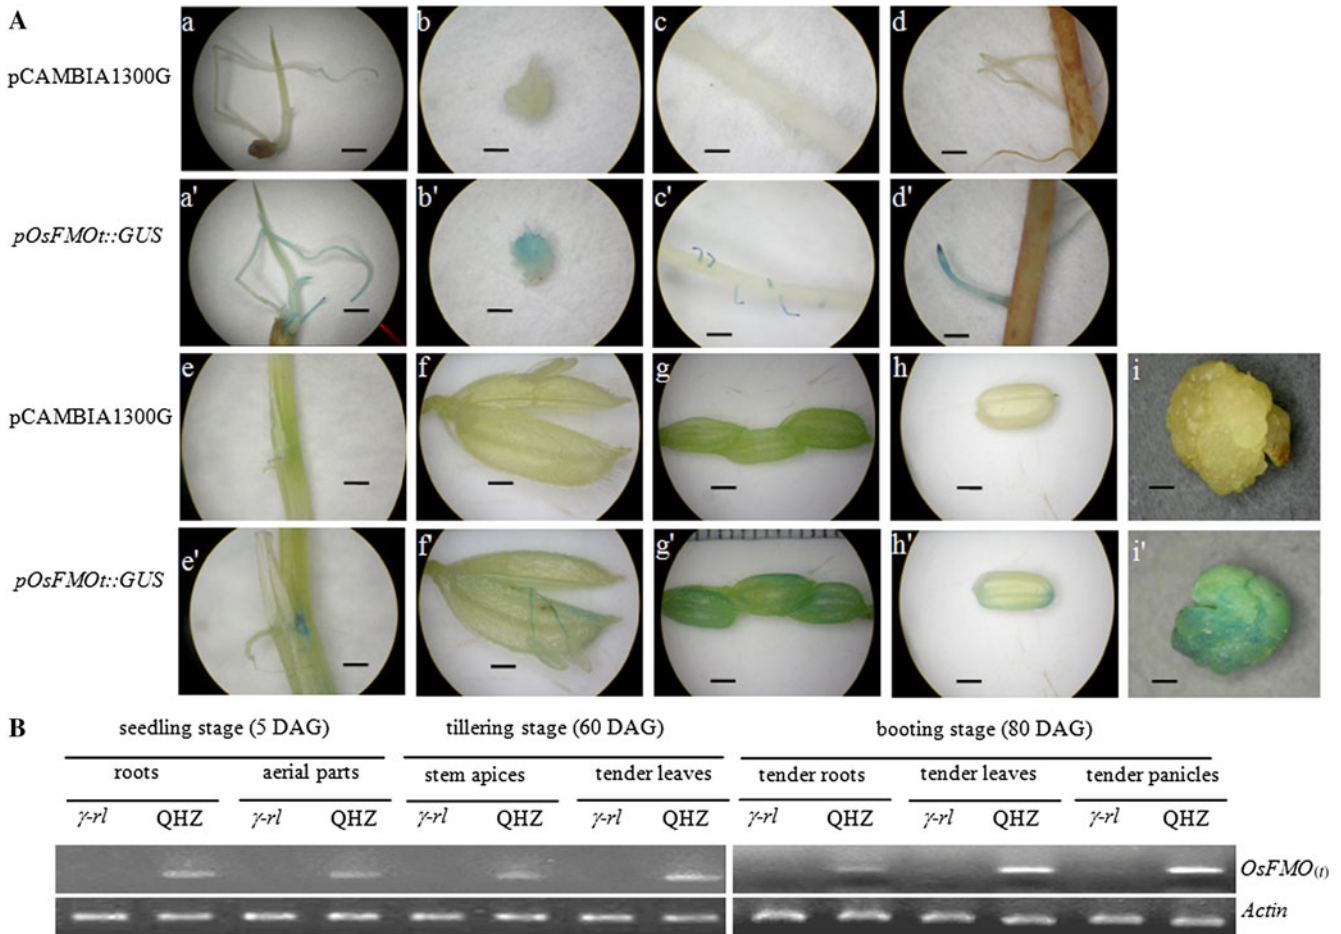 A
a b c d
pCAMBIA1300G
a' b' c' d'
pOsFMOt::GUS
e f g h i
pCAMBIA1300G
e' f' g' h' i'
pOsFMOt::GUS
B
seedling stage (5 DAG) tillering stage (60 DAG) booting stage (80 DAG)
roots aerial parts stem apices tender leaves tender roots tender leaves tender panicles
γ-rl QHZ γ-rl QHZ γ-rl QHZ γ-rl QHZ γ-rl QHZ γ-rl QHZ γ-rl QHZ
OsFMO(t)
Actin